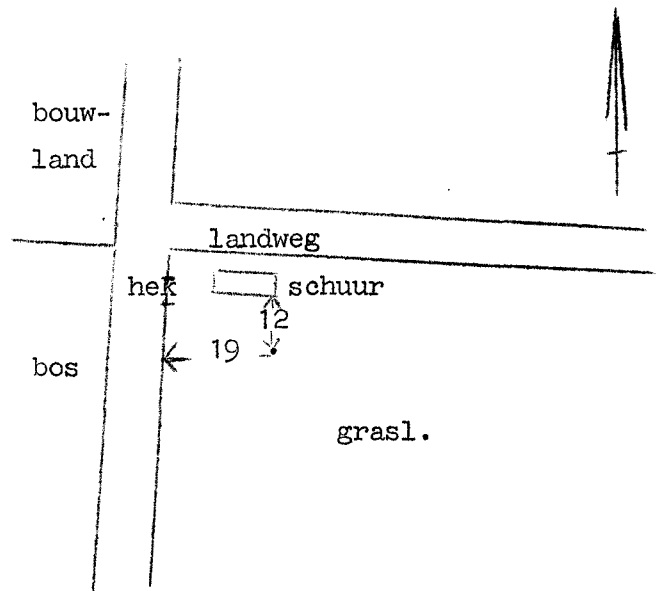 bouw-
land
landweg
hek
schuur
12
19
bos
grasl.